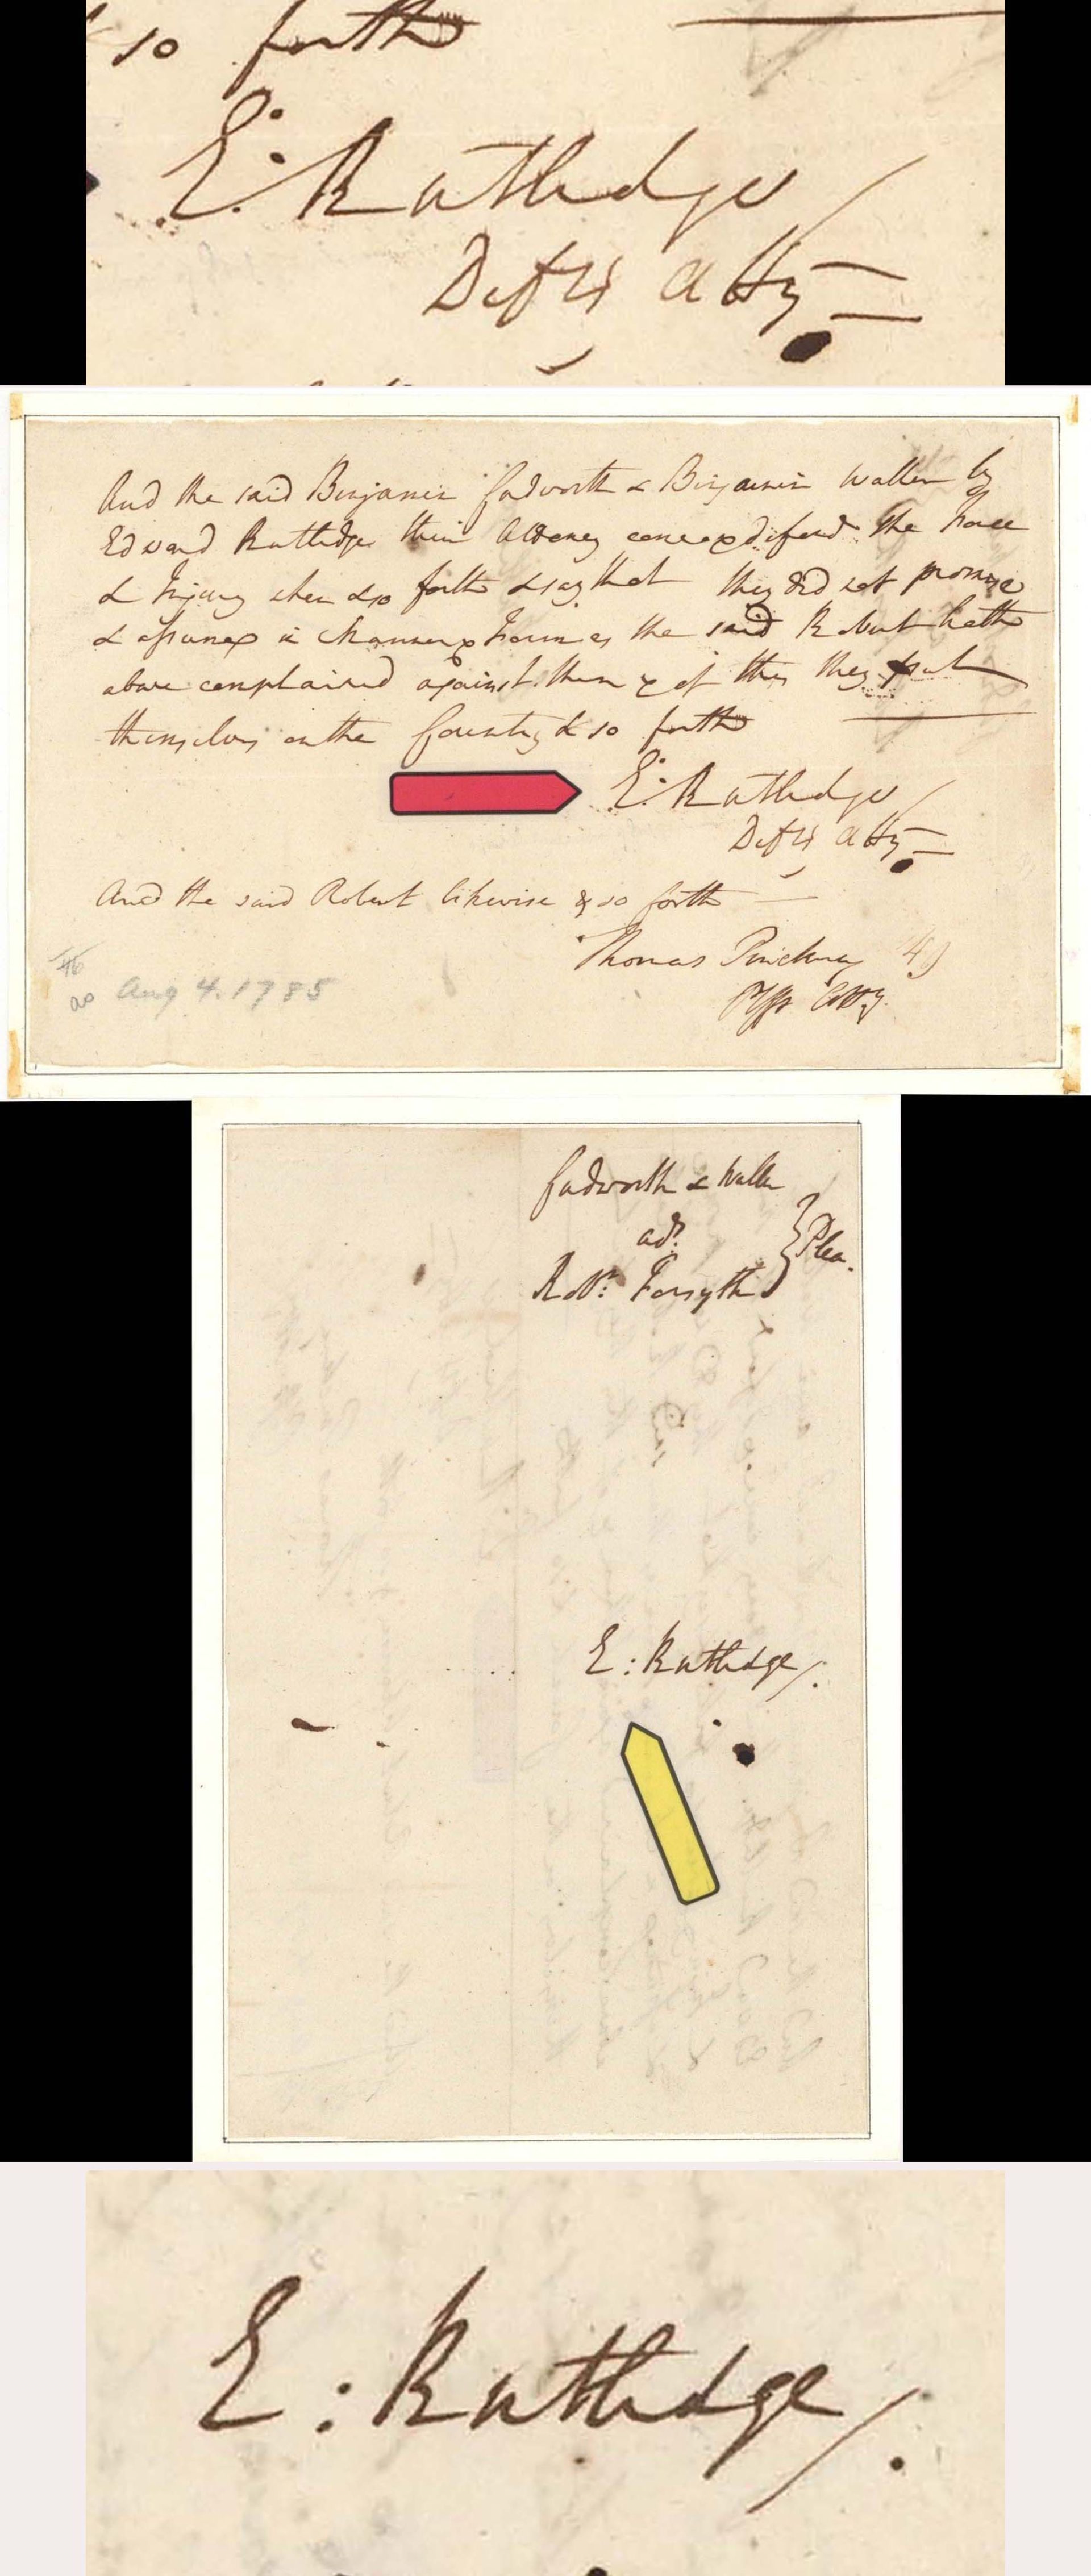 so forth
E: Rutledge
Defts Atty
And the said Benjamin Cudworth & Benjamin Waller by
Edward Rutledge their Attorney come & defend the Force
& Injury when &so forth & say that they did not promise
& assume in Manner & Form as the said Robert hath
above complained against them & of this they put
themselves on the Country & so forth
E: Rutledge
Defts Atty
And the said Robert likewise & so forth
Thomas Pinckney
Plffs Atty.
Aug 4. 1785
Cudworth & Waller
ads.
Plea.
Robt: Forsyth
E: Rutledge
E: Rutledge